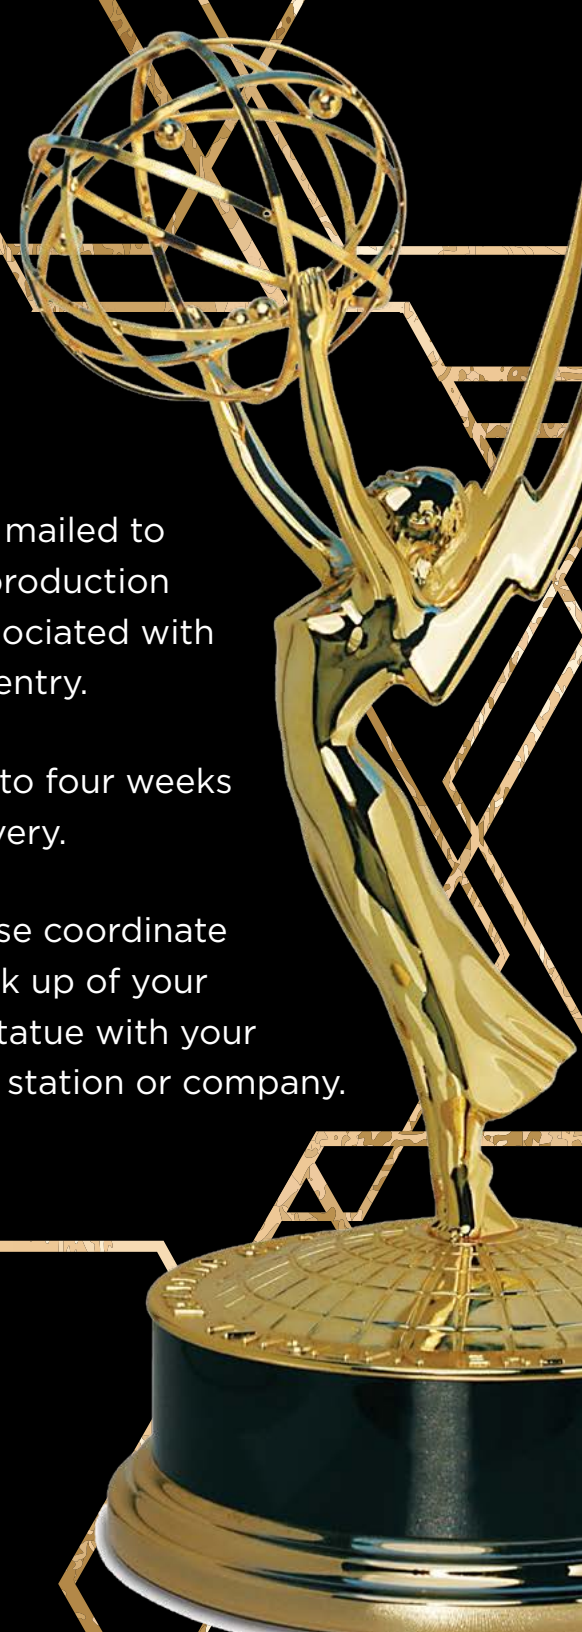 mailed to
production
ociated with
entry.
to four weeks
very.
se coordinate
k up of your
tatue with your
station or company.